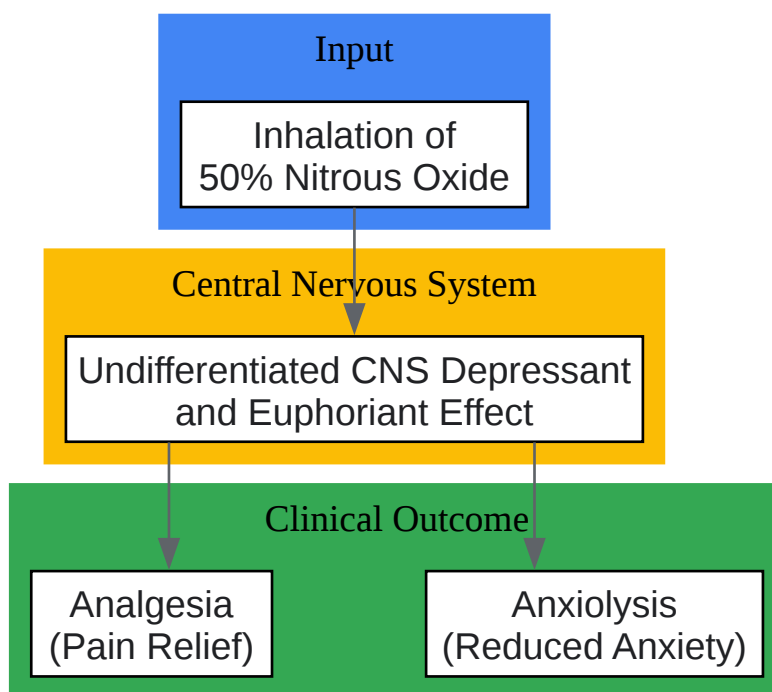 Input
Inhalation of
50% Nitrous Oxide
Central Nervous System
Undifferentiated CNS Depressant
and Euphoriant Effect
Clinical Outcome
Analgesia
(Pain Relief)
Anxiolysis
(Reduced Anxiety)